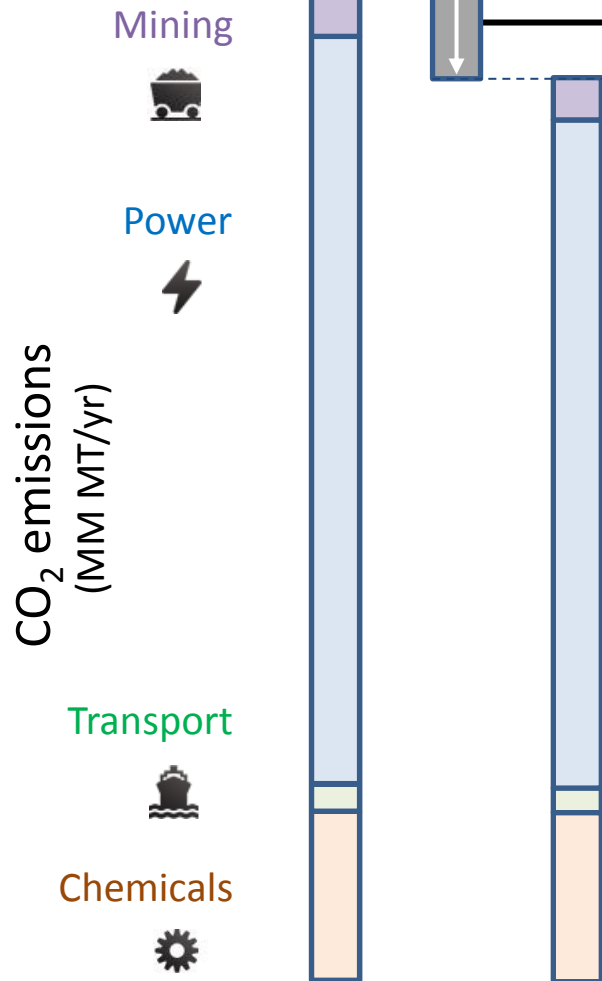 Mining
Power
CO₂ emissions
(MM MT/yr)
Transport
Chemicals